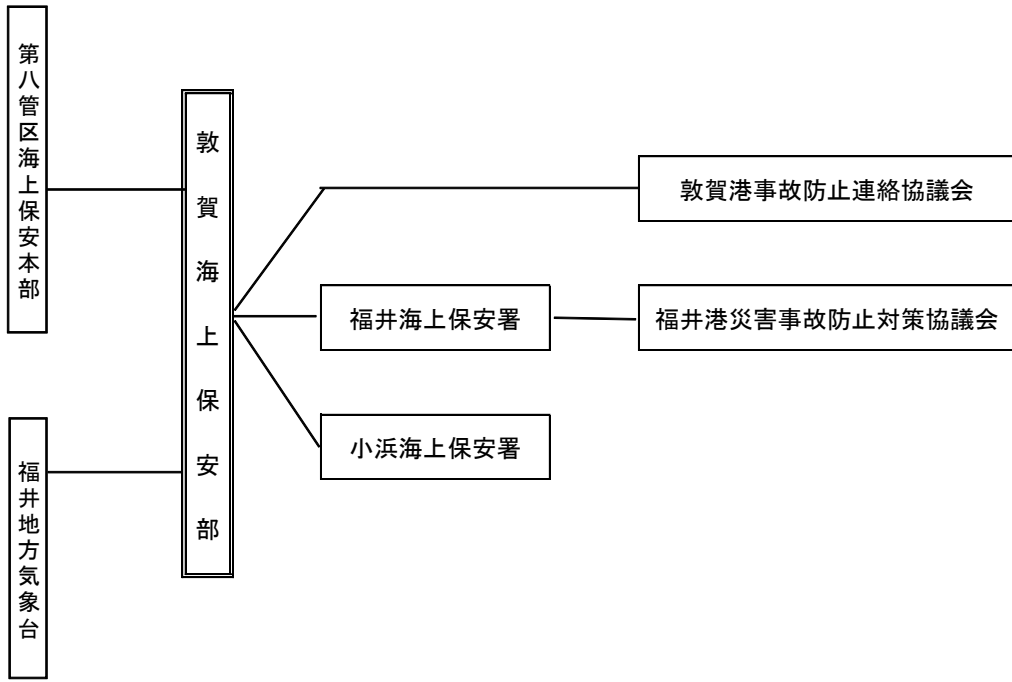 第八管区海上保安本部
福井地方気象台
敦賀海上保安部
敦賀港事故防止連絡協議会
福井海上保安署
福井港災害事故防止対策協議会
小浜海上保安署